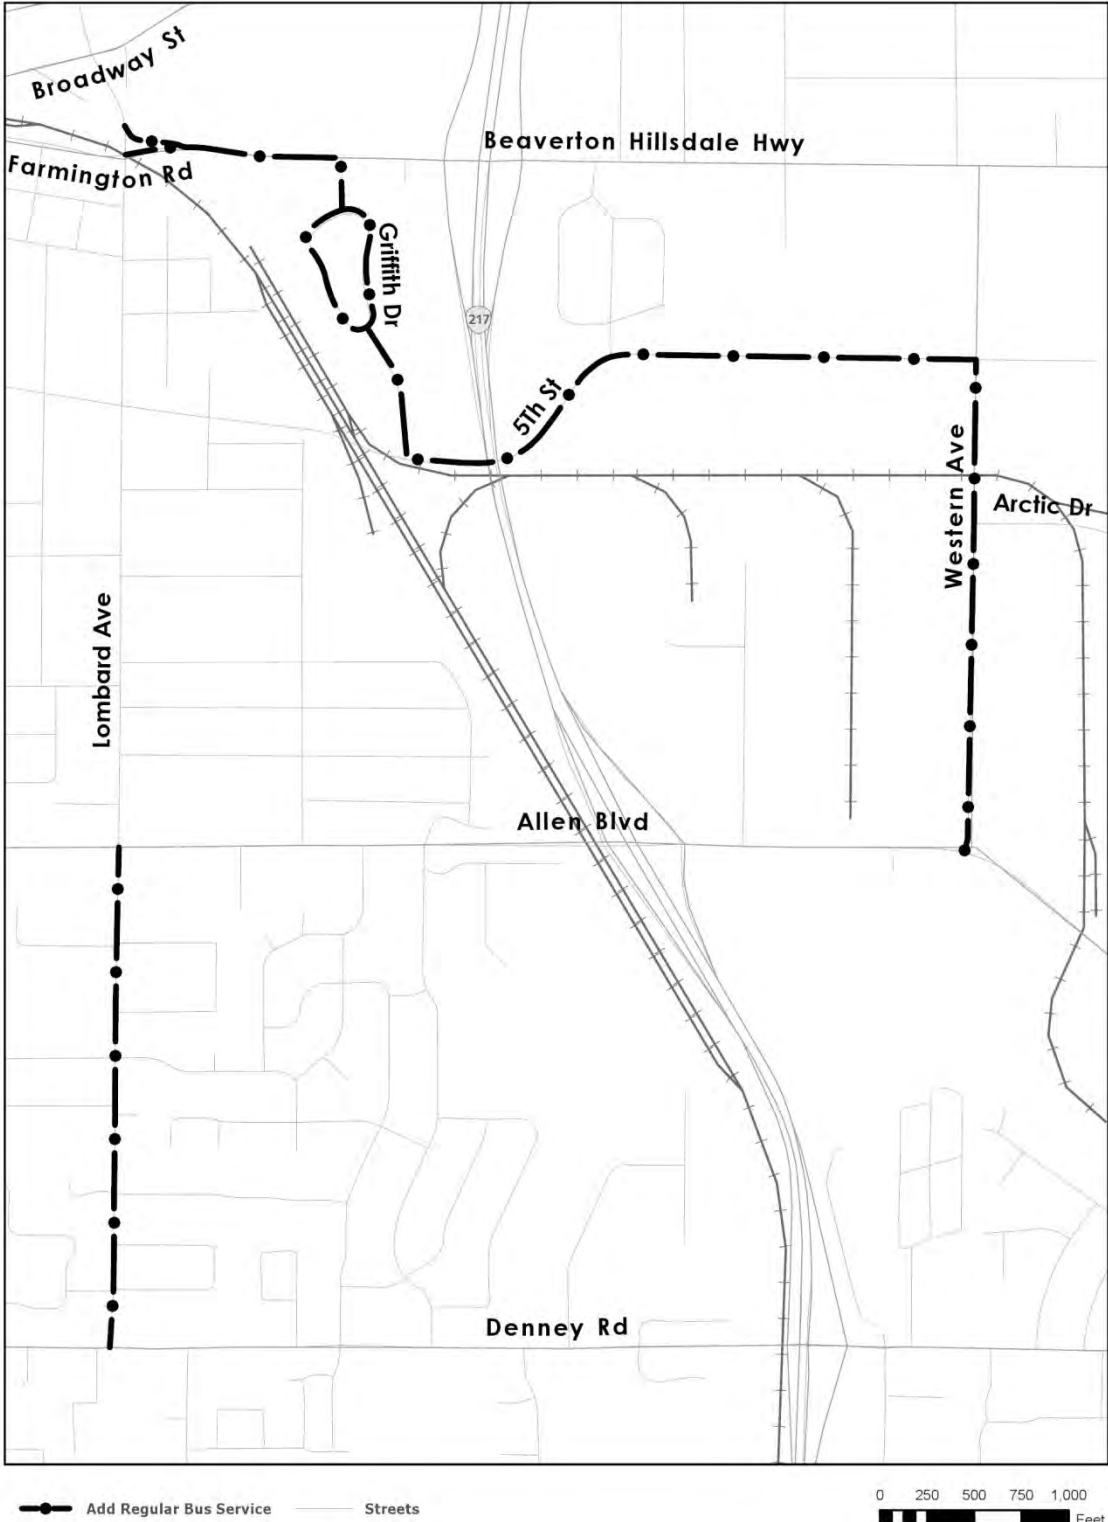 Broadway St
Beaverton Hillsdale Hwy
Farmington Rd
Griffith Dr
217
5Th St
Western Ave
Arctic Dr
Lombard Ave
Allen Blvd
Denney Rd
Add Regular Bus Service
Streets
0 250 500 750 1,000
Feet